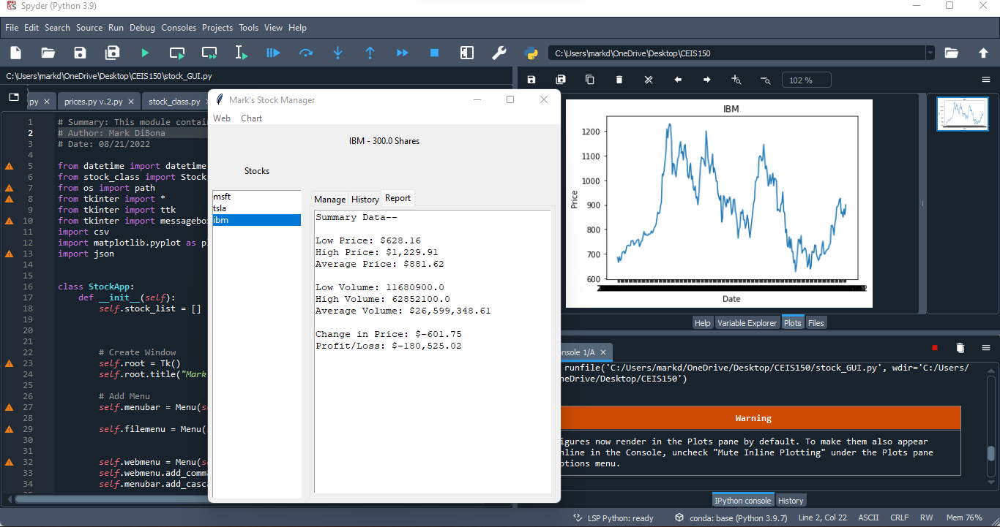 Spyder (Python 3.9)
File Edit Search Source Run Debug Consoles Projects Tools View Help
C:\Users\markd\OneDrive\Desktop\CEIS150
C:\Users\markd\OneDrive\Desktop\CEIS150\stock_GUI.py
py prices.py v.2.py stock_class.py
1 # Summary: This module contai
2 # Author: Mark DiBona
3 # Date: 08/21/2022
4
5 from datetime import datetime
6 from stock_class import Stock
7 from os import path
8 from tkinter import *
9 from tkinter import ttk
10 from tkinter import messagebo
11 import csv
12 import matplotlib.pyplot as p
13 import json
14
15
16 class StockApp:
17 def __init__(self):
18 self.stock_list = []
19
20
21
22 # Create Window
23 self.root = Tk()
24 self.root.title("Mark
25
26 # Add Menu
27 self.menubar = Menu(se
28
29 self.filemenu = Menu(
30
31
32 self.webmenu = Menu(se
33 self.webmenu.add_comma
34 self.menubar.add_casca
Mark's Stock Manager
Web Chart
IBM - 300.0 Shares
Stocks
msft
tsla
ibm
Manage History Report
Summary Data--
Low Price: $628.16
High Price: $1,229.91
Average Price: $881.62
Low Volume: 11680900.0
High Volume: 62852100.0
Average Volume: $26,599,348.61
Change in Price: $-601.75
Profit/Loss: $-180,525.02
102 %
IBM
1200
1100
1000
900
800
700
600
Price
Date
Help Variable Explorer Plots Files
nsole 1/A
runfile('C:/Users/markd/OneDrive/Desktop/CEIS150/stock_GUI.py', wdir='C:/Users/
neDrive/Desktop/CEIS150')
Warning
igures now render in the Plots pane by default. To make them also appear
nline in the Console, uncheck "Mute Inline Plotting" under the Plots pane
ptions menu.
IPython console History
LSP Python: ready conda: base (Python 3.9.7) Line 2, Col 22 ASCII CRLF RW Mem 76%